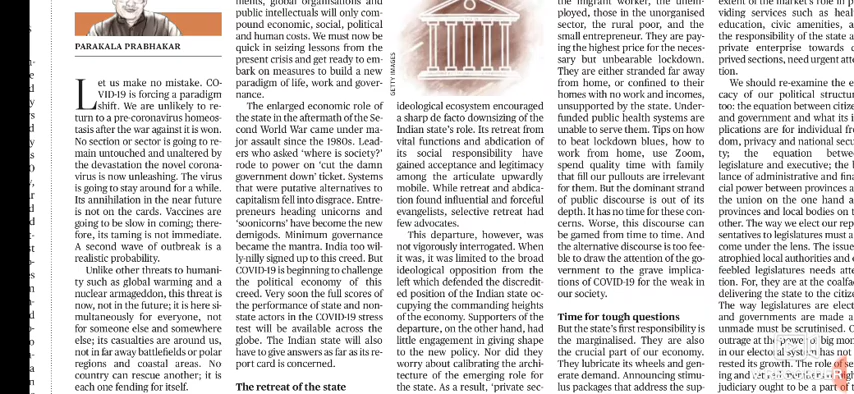 PARAKALA PRABHAKAR
Let us make no mistake. CO-
VID-19 is forcing a paradigm
shift. We are unlikely to re-
turn to a pre-coronavirus homeos-
tasis after the war against it is won.
No section or sector is going to re-
main untouched and unaltered by
the devastation the novel corona-
virus is now unleashing. The virus
is going to stay around for a while.
Its annihilation in the near future
is not on the cards. Vaccines are
going to be slow in coming; there-
fore, its taming is not immediate.
A second wave of outbreak is a
realistic probability.
Unlike other threats to humani-
ty such as global warming and a
nuclear armageddon, this threat is
now, not in the future; it is here si-
multaneously for everyone, not
for someone else and somewhere
else; its casualties are around us,
not in far away battlefields or polar
regions and coastal areas. No
country can rescue another; it is
each one fending for itself.
ments, global organisations and
public intellectuals will only com-
pound economic, social, political
and human costs. We must now be
quick in seizing lessons from the
present crisis and get ready to em-
bark on measures to build a new
paradigm of life, work and gover-
nance.
The enlarged economic role of
the state in the aftermath of the Se-
cond World War came under ma-
jor assault since the 1980s. Lead-
ers who asked ‘where is society?’
rode to power on ‘cut the damn
government down’ ticket. Systems
that were putative alternatives to
capitalism fell into disgrace. Entre-
preneurs heading unicorns and
‘soonicorns’ have become the new
demigods. Minimum governance
became the mantra. India too wil-
ly-nilly signed up to this creed. But
COVID-19 is beginning to challenge
the political economy of this
creed. Very soon the full scores of
the performance of state and non-
state actors in the COVID-19 stress
test will be available across the
globe. The Indian state will also
have to give answers as far as its re-
port card is concerned.
The retreat of the state
GETTY IMAGES
ideological ecosystem encouraged
a sharp de facto downsizing of the
Indian state’s role. Its retreat from
vital functions and abdication of
its social responsibility have
gained acceptance and legitimacy
among the articulate upwardly
mobile. While retreat and abdica-
tion found influential and forceful
evangelists, selective retreat had
few advocates.
This departure, however, was
not vigorously interrogated. When
it was, it was limited to the broad
ideological opposition from the
left which defended the discredit-
ed position of the Indian state oc-
cupying the commanding heights
of the economy. Supporters of the
departure, on the other hand, had
little engagement in giving shape
to the new policy. Nor did they
worry about calibrating the archi-
tecture of the emerging role for
the state. As a result, ‘private sec-
the migrant worker, the unem-
ployed, those in the unorganised
sector, the rural poor, and the
small entrepreneur. They are pay-
ing the highest price for the neces-
sary but unbearable lockdown.
They are either stranded far away
from home, or confined to their
homes with no work and incomes,
unsupported by the state. Under-
funded public health systems are
unable to serve them. Tips on how
to beat lockdown blues, how to
work from home, use Zoom,
spend quality time with family
that fill our pullouts are irrelevant
for them. But the dominant strand
of public discourse is out of its
depth. It has no time for these con-
cerns. Worse, this discourse can
be gamed from time to time. And
the alternative discourse is too fee-
ble to draw the attention of the go-
vernment to the grave implica-
tions of COVID-19 for the weak in
our society.
Time for tough questions
But the state’s first responsibility is
the marginalised. They are also
the crucial part of our economy.
They lubricate its wheels and gen-
erate demand. Announcing stimu-
lus packages that address the sup-
extent of the market’s role in p
viding services such as heal
education, civic amenities, a
the responsibility of the state a
private enterprise towards c
prived sections, need urgent atte
tion.
We should re-examine the e
cacy of our political structur
too: the equation between citize
and government and what its i
plications are for individual fr
dom, privacy and national secur
ty; the equation betwe
legislature and executive; the l
lance of administrative and fina
cial power between provinces a
the union on the one hand a
provinces and local bodies on t
other. The way we elect our rep
sentatives to legislatures must a
come under the lens. The issue
atrophied local authorities and e
feebled legislatures needs atte
tion. For, they are at the coalfa
delivering the state to the citize
The way legislatures are elect
and governments are made a
unmade must be scrutinised. O
outrage at the power of big mon
in our electoral system has not
rested its growth. The role of se
ing and retired
judiciary ought to be a part of t